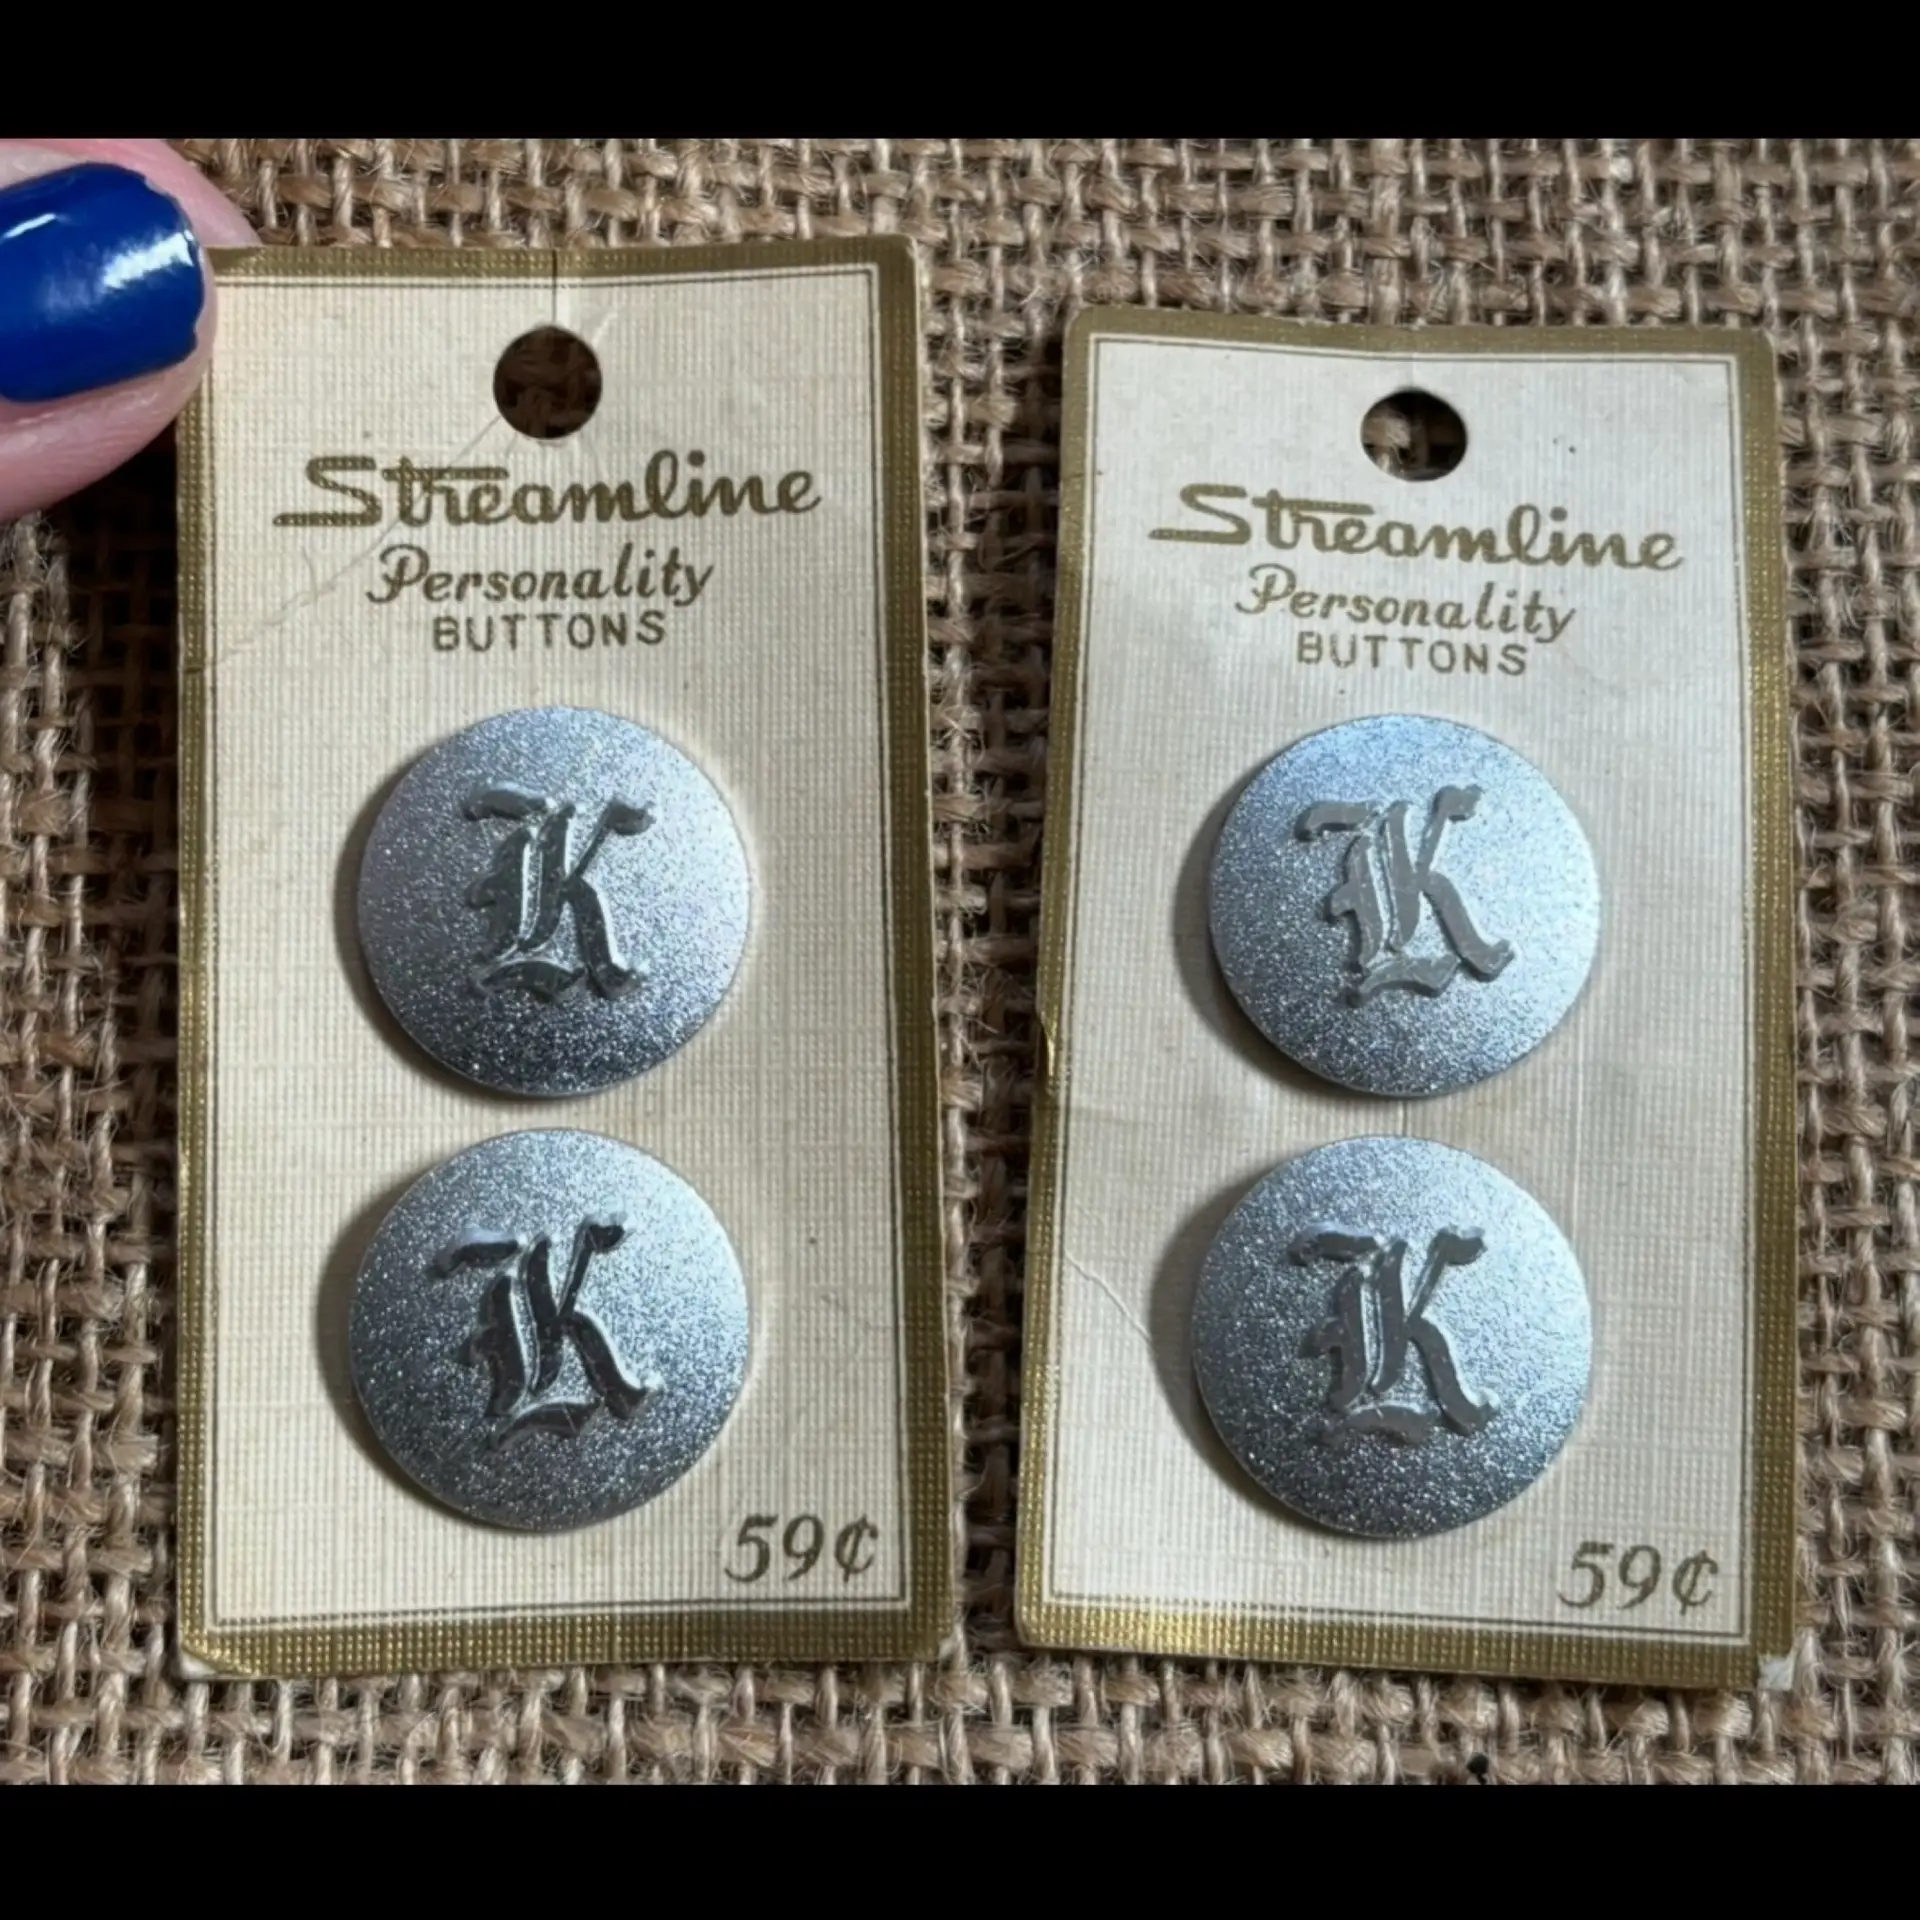 Streamline
Personality
BUTTONS
K
K
59¢
Streamline
Personality
BUTTONS
K
K
59¢